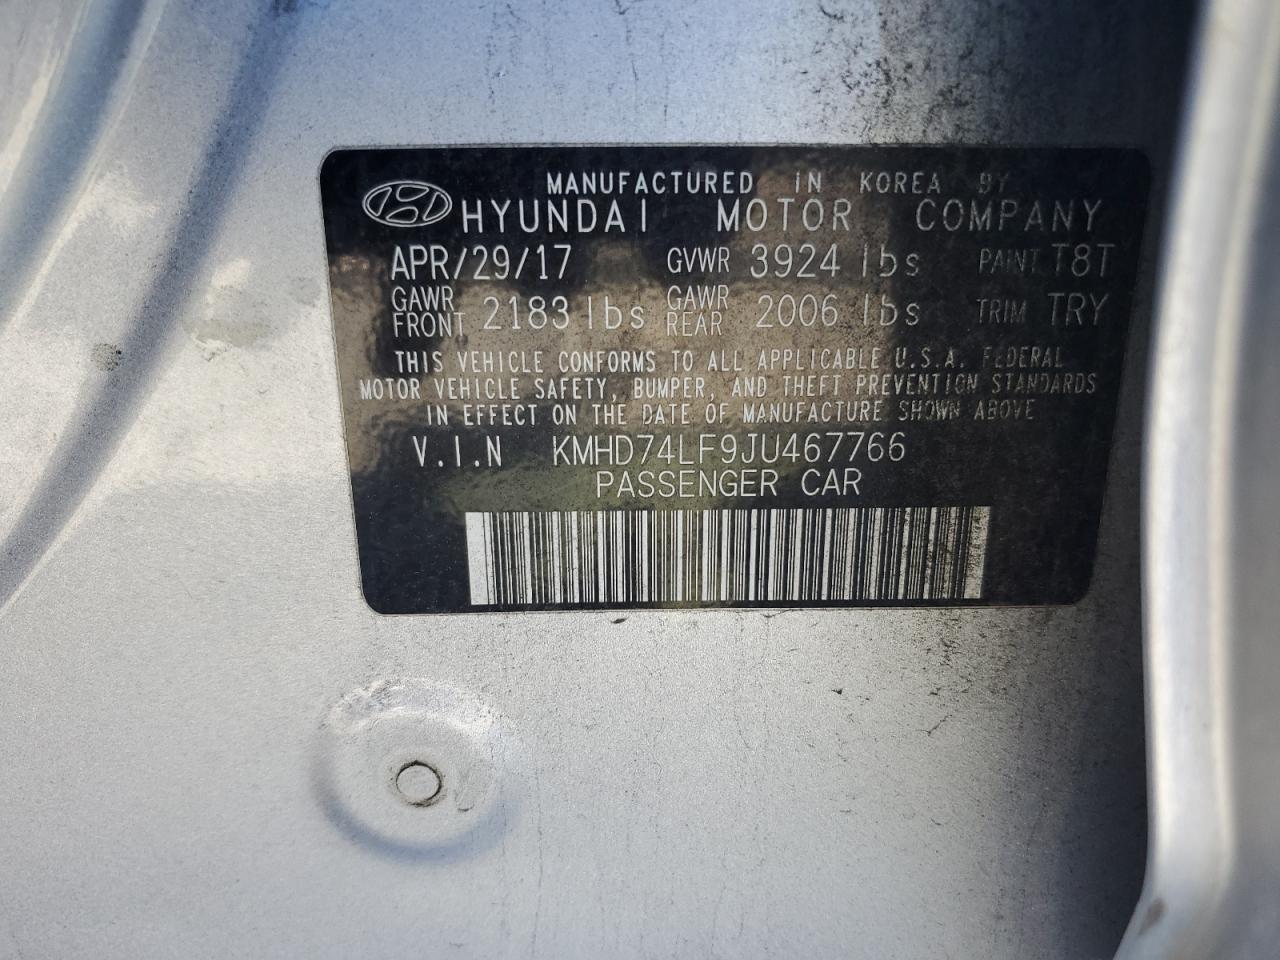 MANUFACTURED IN KOREA BY
HYUNDAI MOTOR COMPANY
APR/29/17 GVWR 3924 lbs PAINT T8T
GAWR FRONT 2183 lbs GAWR REAR 2006 lbs TRIM TRY
THIS VEHICLE CONFORMS TO ALL APPLICABLE U.S.A. FEDERAL
MOTOR VEHICLE SAFETY, BUMPER, AND THEFT PREVENTION STANDARDS
IN EFFECT ON THE DATE OF MANUFACTURE SHOWN ABOVE
V.I.N KMHD74LF9JU467766
PASSENGER CAR